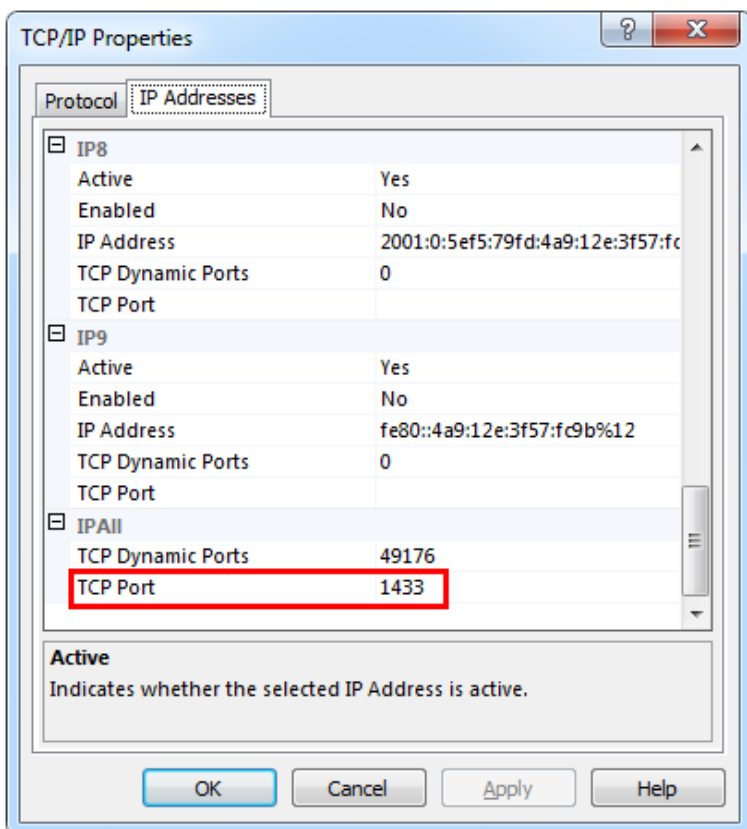 TCP/IP Properties
Protocol IP Addresses
IP8
Active Yes
Enabled No
IP Address 2001:0:5ef5:79fd:4a9:12e:3f57:fc
TCP Dynamic Ports 0
TCP Port
IP9
Active Yes
Enabled No
IP Address fe80::4a9:12e:3f57:fc9b%12
TCP Dynamic Ports 0
TCP Port
IPAll
TCP Dynamic Ports 49176
TCP Port 1433
Active
Indicates whether the selected IP Address is active.
OK Cancel Apply Help